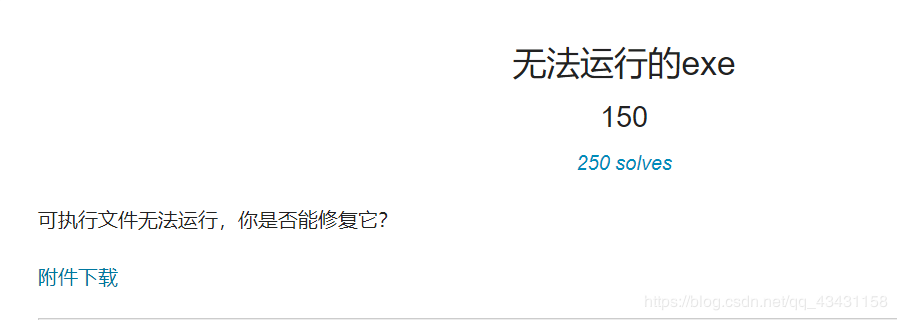 无法运行的exe
150
250 solves
可执行文件无法运行，你是否能修复它？
附件下载
https://blog.csdn.net/qq_43431158